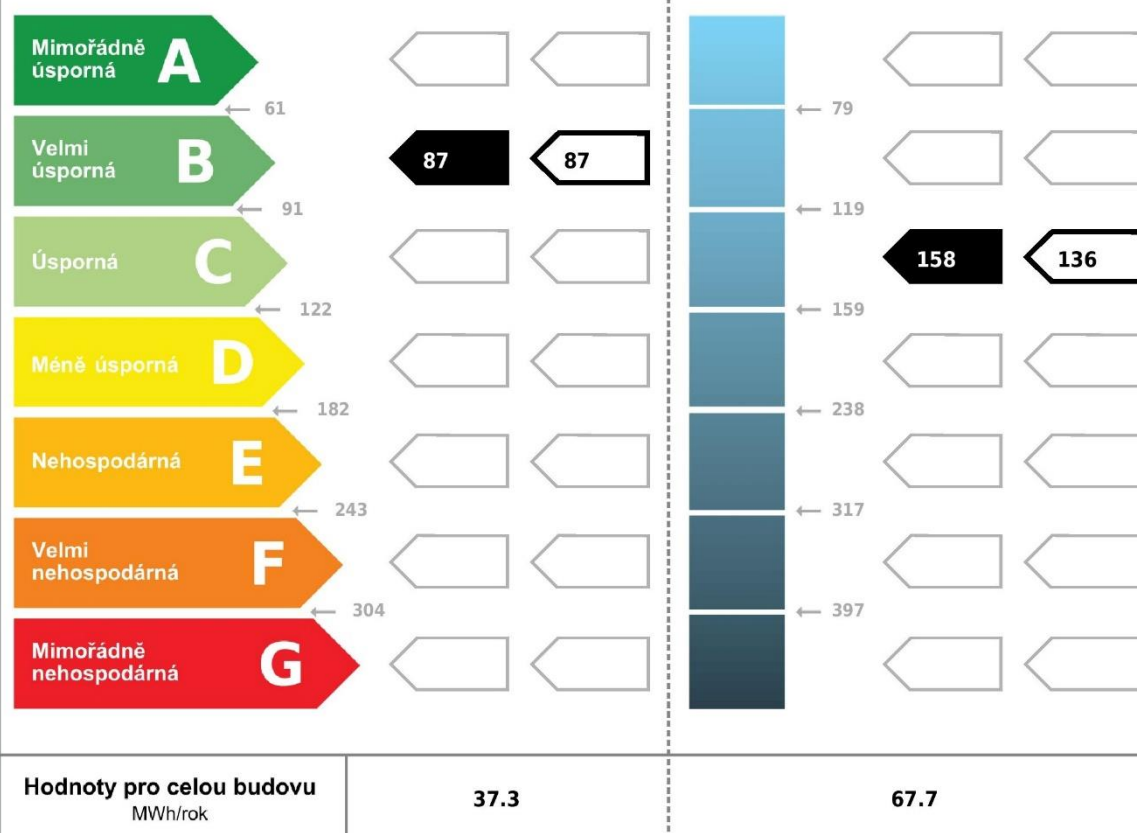 Mimořádně
úsporná A
← 61 ← 79
Velmi
úsporná B 87 87
← 91 ← 119
Úsporná C 158 136
← 122 ← 159
Méně úsporná D
← 182 ← 238
Nehospodárná E
← 243 ← 317
Velmi
nehospodárná F
← 304 ← 397
Mimořádně
nehospodárná G
Hodnoty pro celou budovu
MWh/rok 37.3 67.7